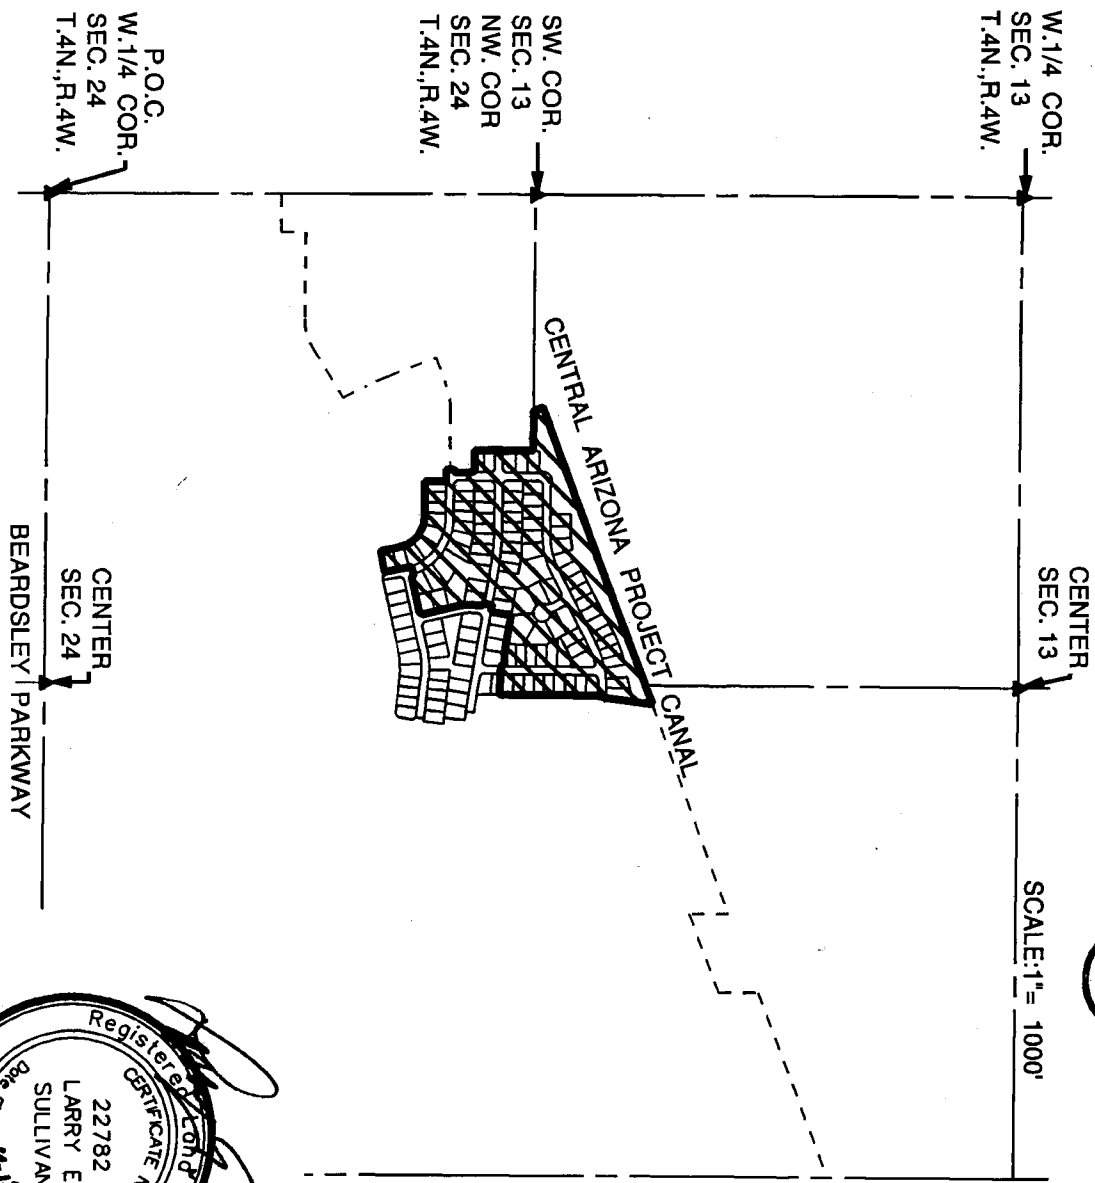 W.1/4 COR.
SEC. 13
T.4N.,R.4W.
CENTER
SEC. 13
SCALE:1"= 1000'
SW. COR.
SEC. 13
NW. COR
SEC. 24
T.4N.,R.4W.
CENTRAL ARIZONA PROJECT CANAL
P.O.C.
W.1/4 COR.
SEC. 24
T.4N.,R.4W.
CENTER
SEC. 24
BEARDSLEY PARKWAY
Registered Land
CERTIFICATE
22782
LARRY E
SULLIVAN
Date